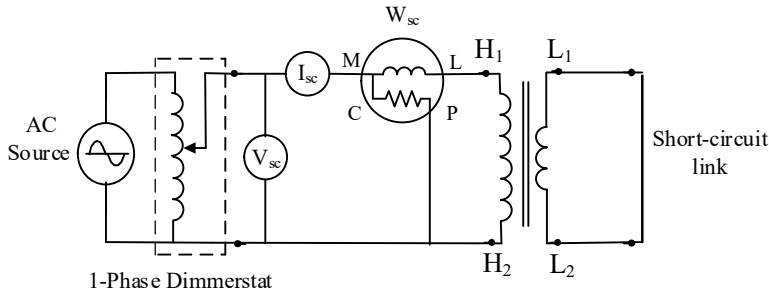 W_sc
M
L
H_1
L_1
I_sc
AC
Source
C
P
V_sc
Short-circuit
link
H_2
L_2
1-Phase Dimmerstat